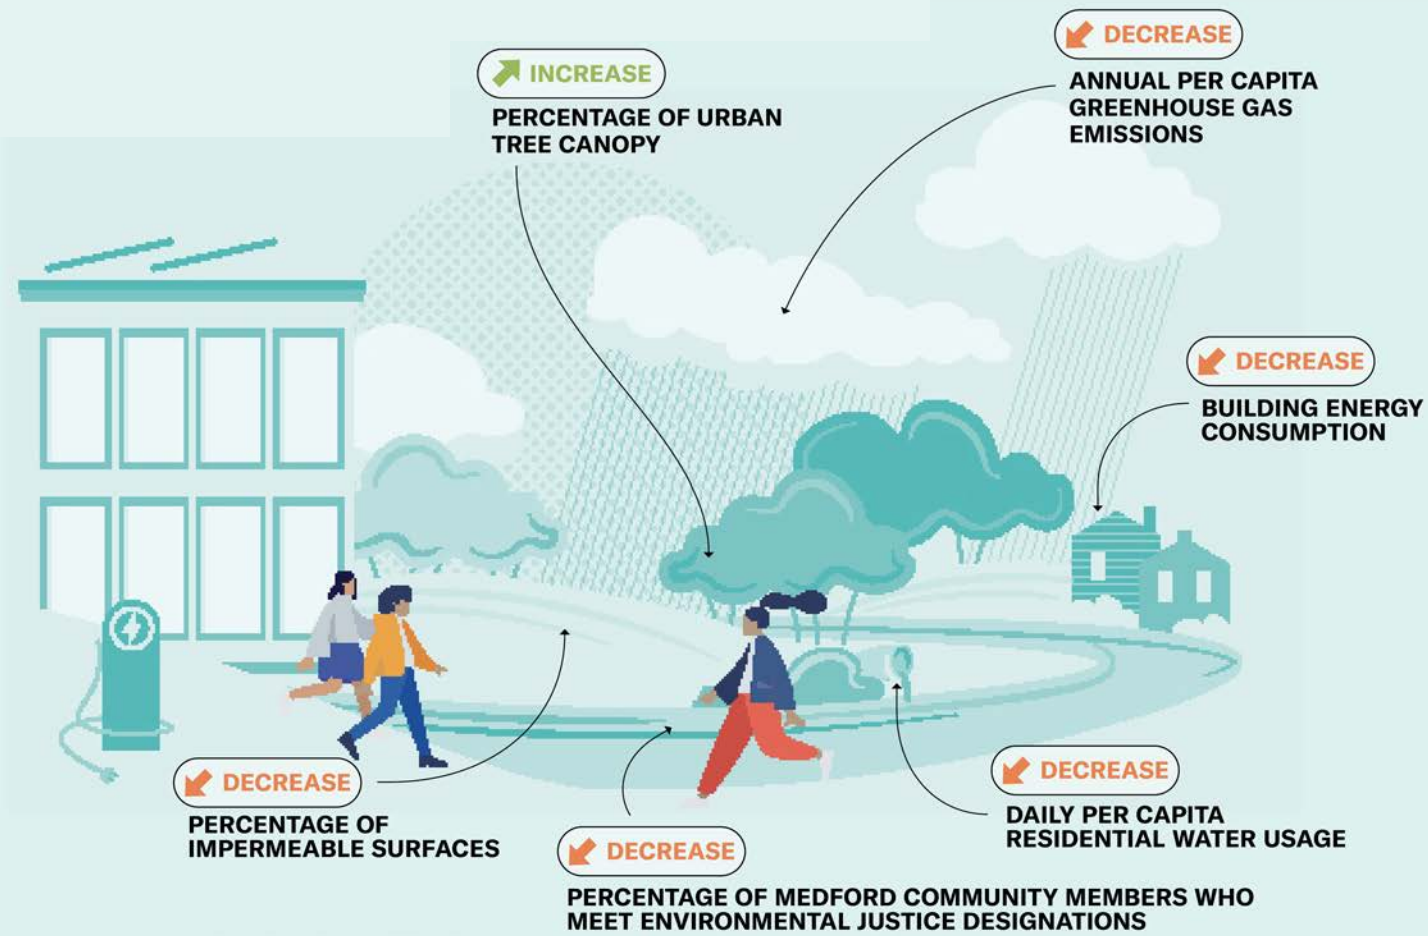 DECREASE
ANNUAL PER CAPITA
GREENHOUSE GAS
EMISSIONS
INCREASE
PERCENTAGE OF URBAN
TREE CANOPY
DECREASE
BUILDING ENERGY
CONSUMPTION
DECREASE
PERCENTAGE OF
IMPERMEABLE SURFACES
DECREASE
PERCENTAGE OF MEDFORD COMMUNITY MEMBERS WHO
MEET ENVIRONMENTAL JUSTICE DESIGNATIONS
DECREASE
DAILY PER CAPITA
RESIDENTIAL WATER USAGE